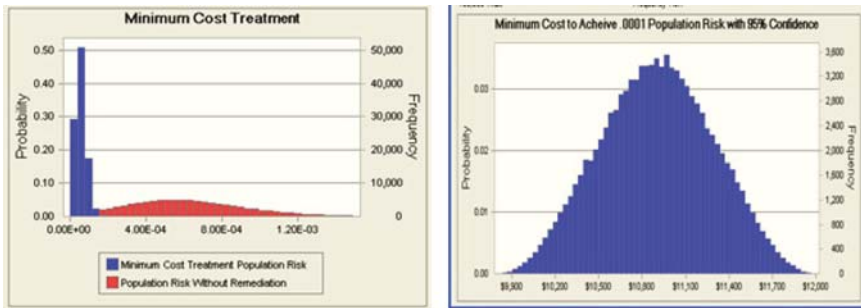 Minimum Cost Treatment
0.50
0.40
0.30
0.20
0.10
0.00
Probability
50,000
40,000
30,000
20,000
10,000
0
Frequency
0.00E+00 4.00E-04 8.00E-04 1.20E-03
Minimum Cost Treatment Population Risk
Population Risk Without Remediation
Minimum Cost to Acheive .0001 Population Risk with 95% Confidence
0.03
0.02
0.01
0.00
Probability
3,600
3,200
2,800
2,400
2,000
1,600
1,200
800
400
0
Frequency
$9,900 $10,200 $10,500 $10,800 $11,100 $11,400 $11,700 $12,000